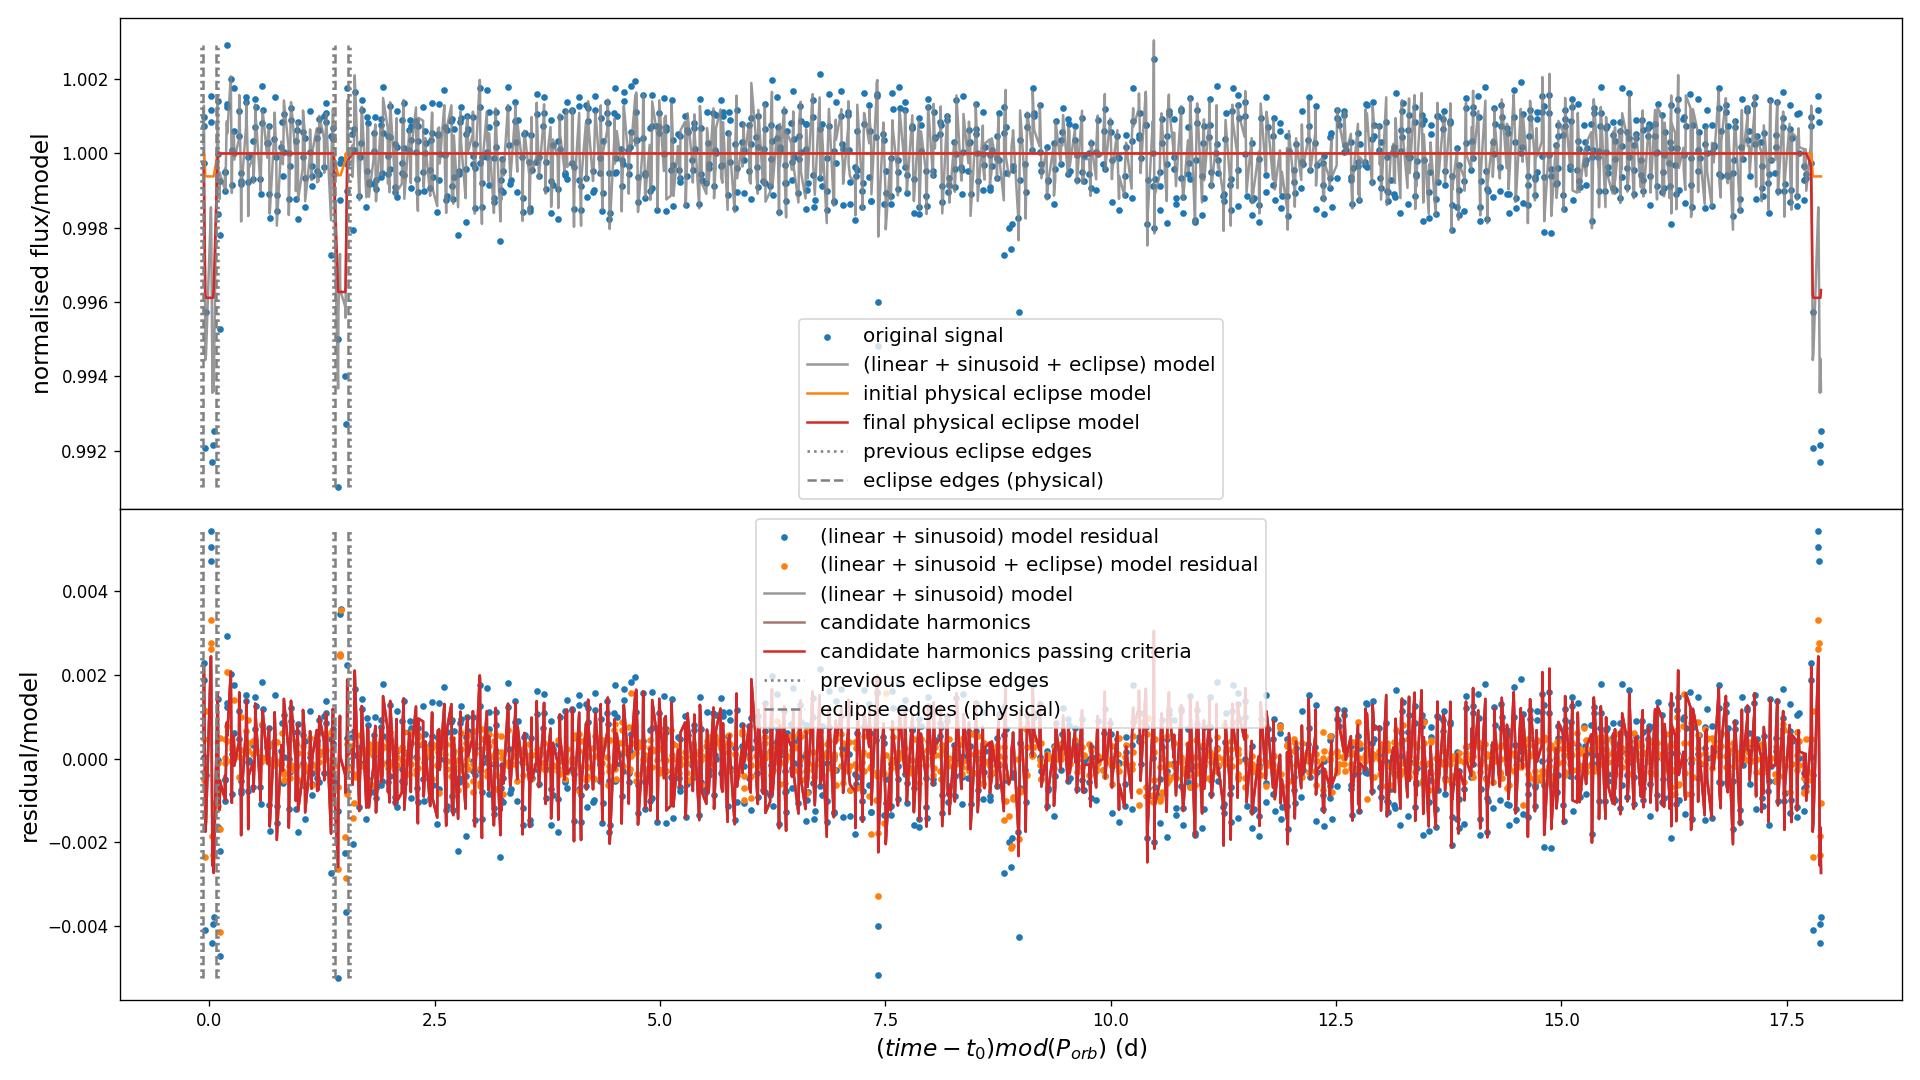 normalised flux/model
1.002
1.000
0.998
0.996
0.994
0.992
original signal
(linear + sinusoid + eclipse) model
initial physical eclipse model
final physical eclipse model
previous eclipse edges
eclipse edges (physical)
residual/model
0.004
0.002
0.000
−0.002
−0.004
(linear + sinusoid) model residual
(linear + sinusoid + eclipse) model residual
(linear + sinusoid) model
candidate harmonics
candidate harmonics passing criteria
previous eclipse edges
eclipse edges (physical)
0.0 2.5 5.0 7.5 10.0 12.5 15.0 17.5
(time − t₀)mod(P_orb) (d)